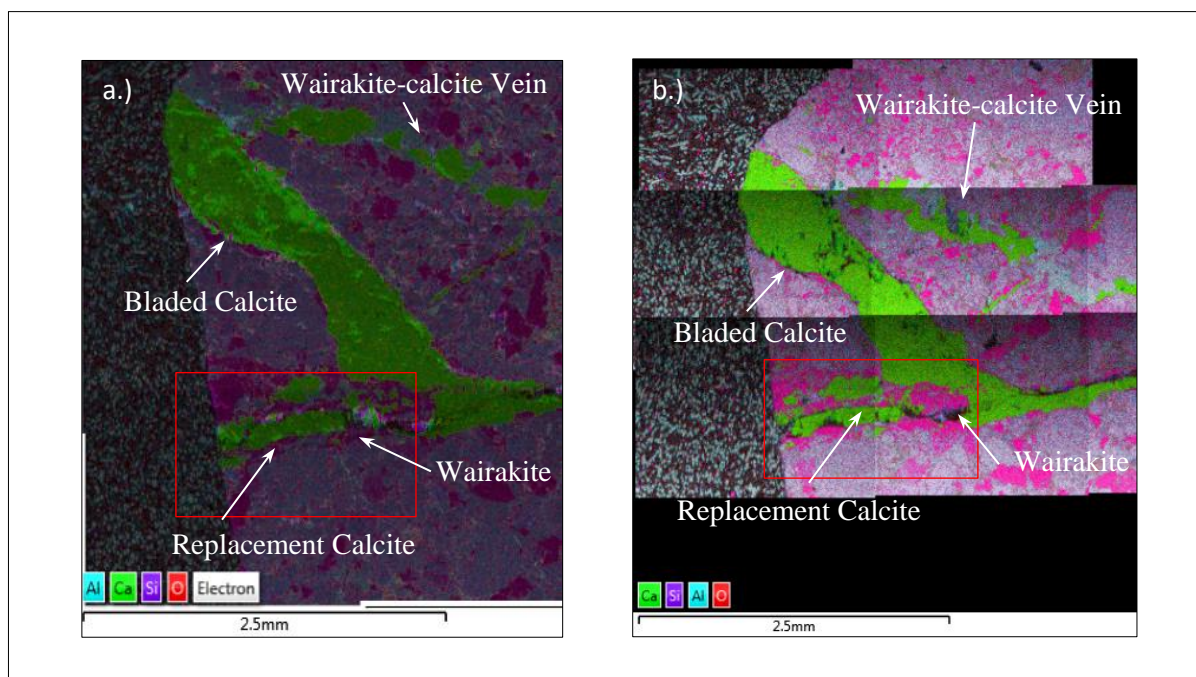 a.)
Wairakite-calcite Vein
Bladed Calcite
Wairakite
Replacement Calcite
Al Ca Si O Electron
2.5mm
b.)
Wairakite-calcite Vein
Bladed Calcite
Wairakite
Replacement Calcite
Ca Si Al O
2.5mm